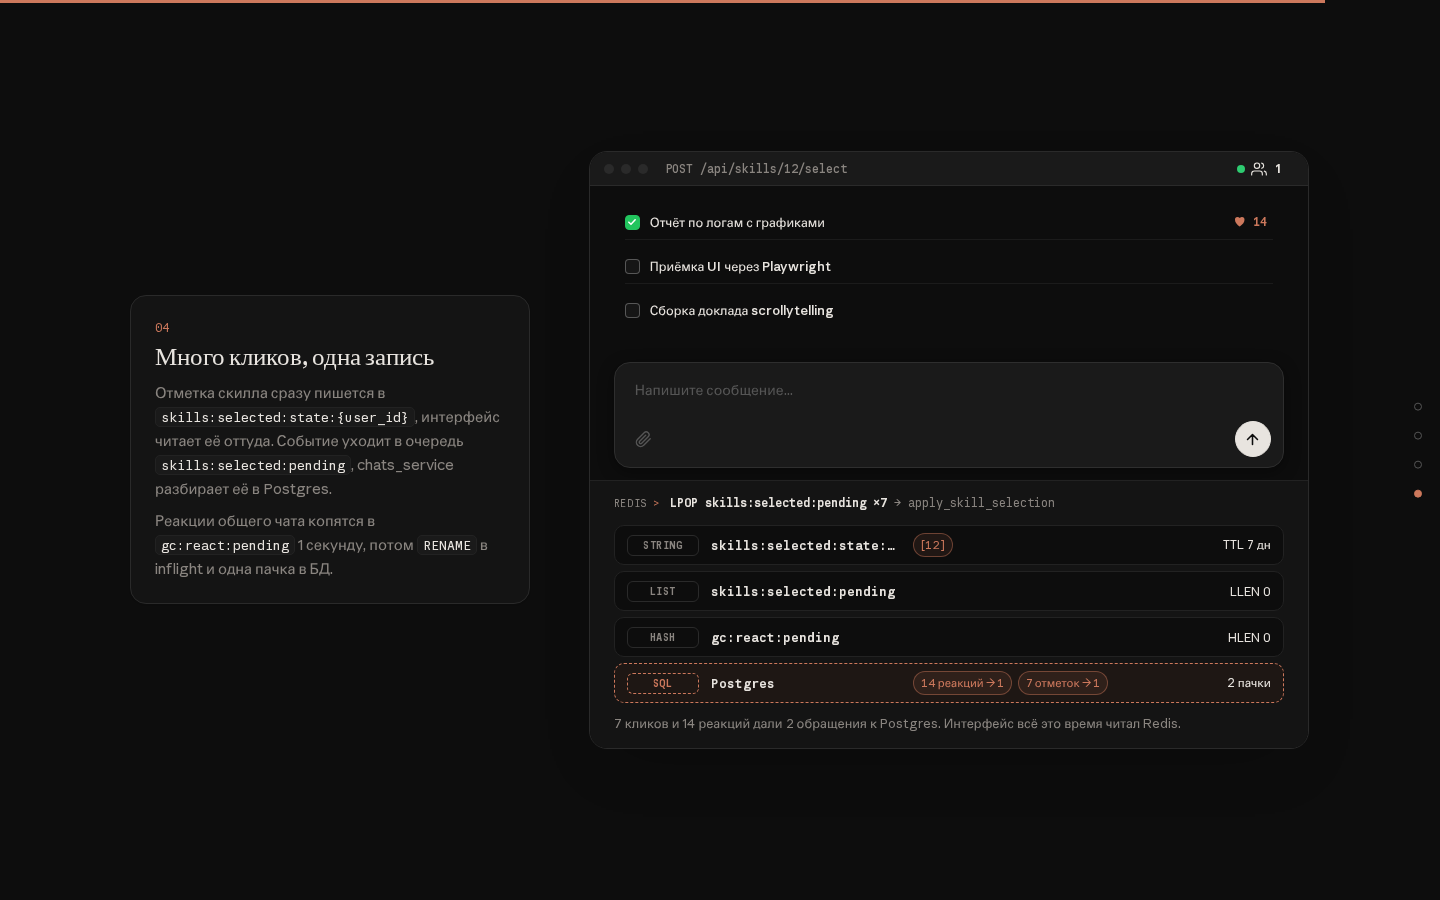 04
Много кликов, одна запись
Отметка скилла сразу пишется в
skills:selected:state:{user_id}, интерфейс
читает её оттуда. Событие уходит в очередь
skills:selected:pending, chats_service
разбирает её в Postgres.
Реакции общего чата копятся в
gc:react:pending 1 секунду, потом RENAME в
inflight и одна пачка в БД.
POST /api/skills/12/select
1
Отчёт по логам с графиками
14
Приёмка UI через Playwright
Сборка доклада scrollytelling
Напишите сообщение...
REDIS > LPOP skills:selected:pending ×7 → apply_skill_selection
STRING skills:selected:state:… [12] TTL 7 дн
LIST skills:selected:pending LLEN 0
HASH gc:react:pending HLEN 0
SQL Postgres 14 реакций → 1 7 отметок → 1 2 пачки
7 кликов и 14 реакций дали 2 обращения к Postgres. Интерфейс всё это время читал Redis.